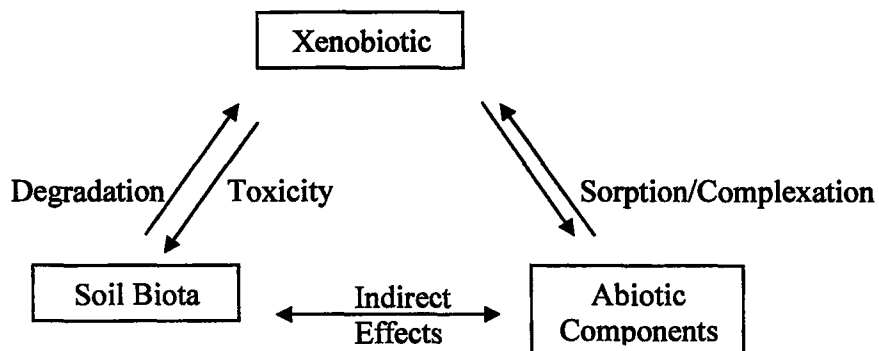 Xenobiotic
Degradation
Toxicity
Sorption/Complexation
Soil Biota
Indirect
Effects
Abiotic
Components